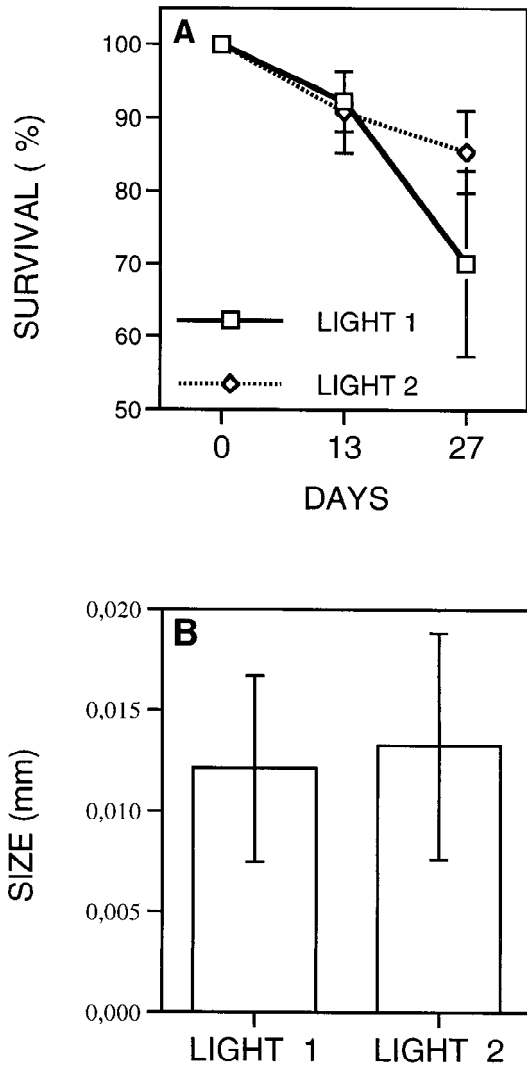 A
100
90
80
70
60
50
SURVIVAL ( %)
LIGHT 1
LIGHT 2
0 13 27
DAYS
B
0,020
0,015
0,010
0,005
0,000
SIZE (mm)
LIGHT 1 LIGHT 2